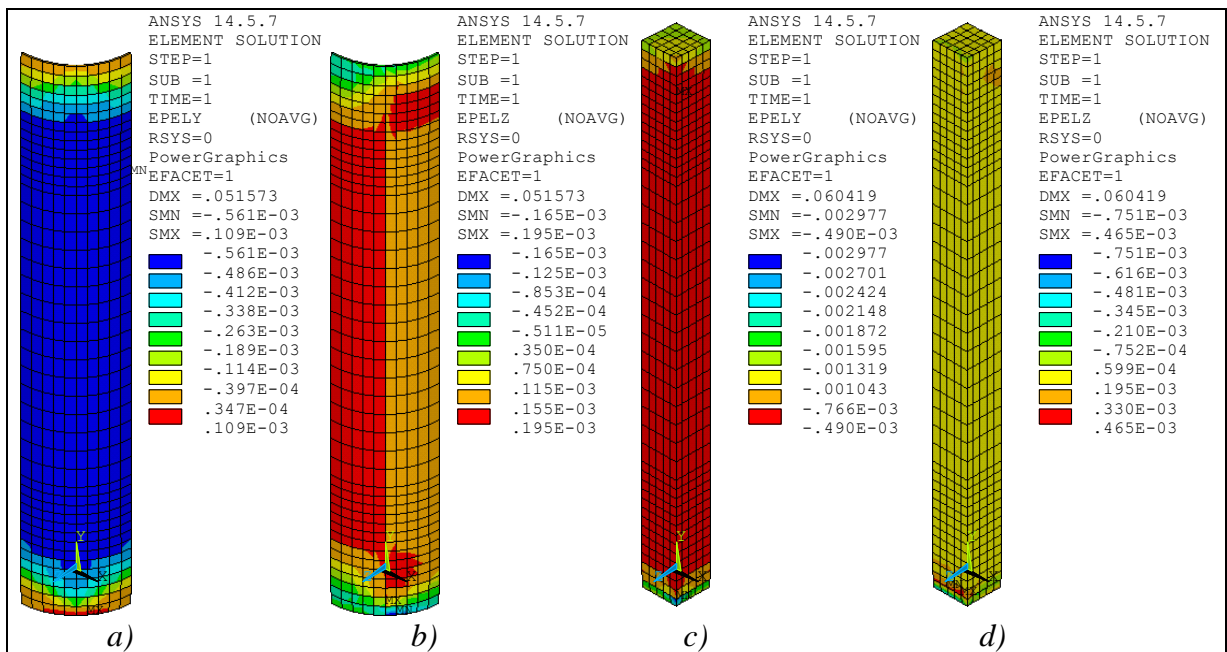 ANSYS 14.5.7
ELEMENT SOLUTION
STEP=1
SUB =1
TIME=1
EPELY (NOAVG)
RSYS=0
PowerGraphics
EFACET=1
DMX =.051573
SMN =-.561E-03
SMX =.109E-03
-.561E-03
-.486E-03
-.412E-03
-.338E-03
-.263E-03
-.189E-03
-.114E-03
-.397E-04
.347E-04
.109E-03
MN
Y
X
MX
a)
ANSYS 14.5.7
ELEMENT SOLUTION
STEP=1
SUB =1
TIME=1
EPELZ (NOAVG)
RSYS=0
PowerGraphics
EFACET=1
DMX =.051573
SMN =-.165E-03
SMX =.195E-03
-.165E-03
-.125E-03
-.853E-04
-.452E-04
-.511E-05
.350E-04
.750E-04
.115E-03
.155E-03
.195E-03
X
MX
MN
b)
ANSYS 14.5.7
ELEMENT SOLUTION
STEP=1
SUB =1
TIME=1
EPELY (NOAVG)
RSYS=0
PowerGraphics
EFACET=1
DMX =.060419
SMN =-.002977
SMX =-.490E-03
-.002977
-.002701
-.002424
-.002148
-.001872
-.001595
-.001319
-.001043
-.766E-03
-.490E-03
MX
Y
X
c)
ANSYS 14.5.7
ELEMENT SOLUTION
STEP=1
SUB =1
TIME=1
EPELZ (NOAVG)
RSYS=0
PowerGraphics
EFACET=1
DMX =.060419
SMN =-.751E-03
SMX =.465E-03
-.751E-03
-.616E-03
-.481E-03
-.345E-03
-.210E-03
-.752E-04
.599E-04
.195E-03
.330E-03
.465E-03
Y
X
d)